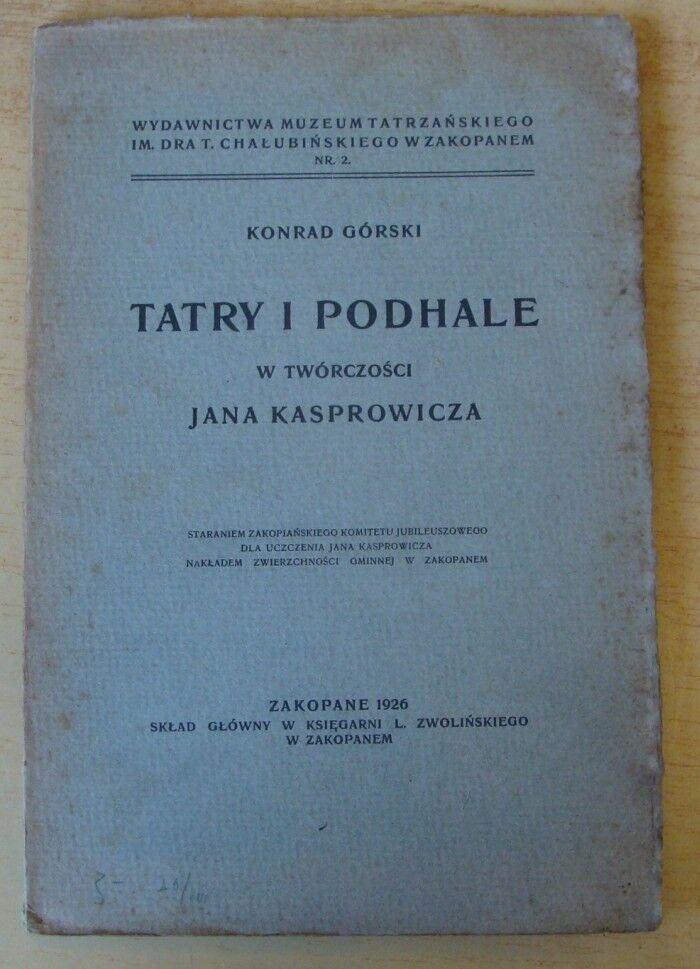 WYDAWNICTWA MUZEUM TATRZAŃSKIEGO
IM. DRA T. CHAŁUBIŃSKIEGO W ZAKOPANEM
NR. 2.
KONRAD GÓRSKI
TATRY I PODHALE
W TWÓRCZOŚCI
JANA KASPROWICZA
STARANIEM ZAKOPIAŃSKIEGO KOMITETU JUBILEUSZOWEGO
DLA UCZCZENIA JANA KASPROWICZA
NAKŁADEM ZWIERZCHNOŚCI GMINNEJ W ZAKOPANEM
ZAKOPANE 1926
SKŁAD GŁÓWNY W KSIĘGARNI L. ZWOLIŃSKIEGO
W ZAKOPANEM